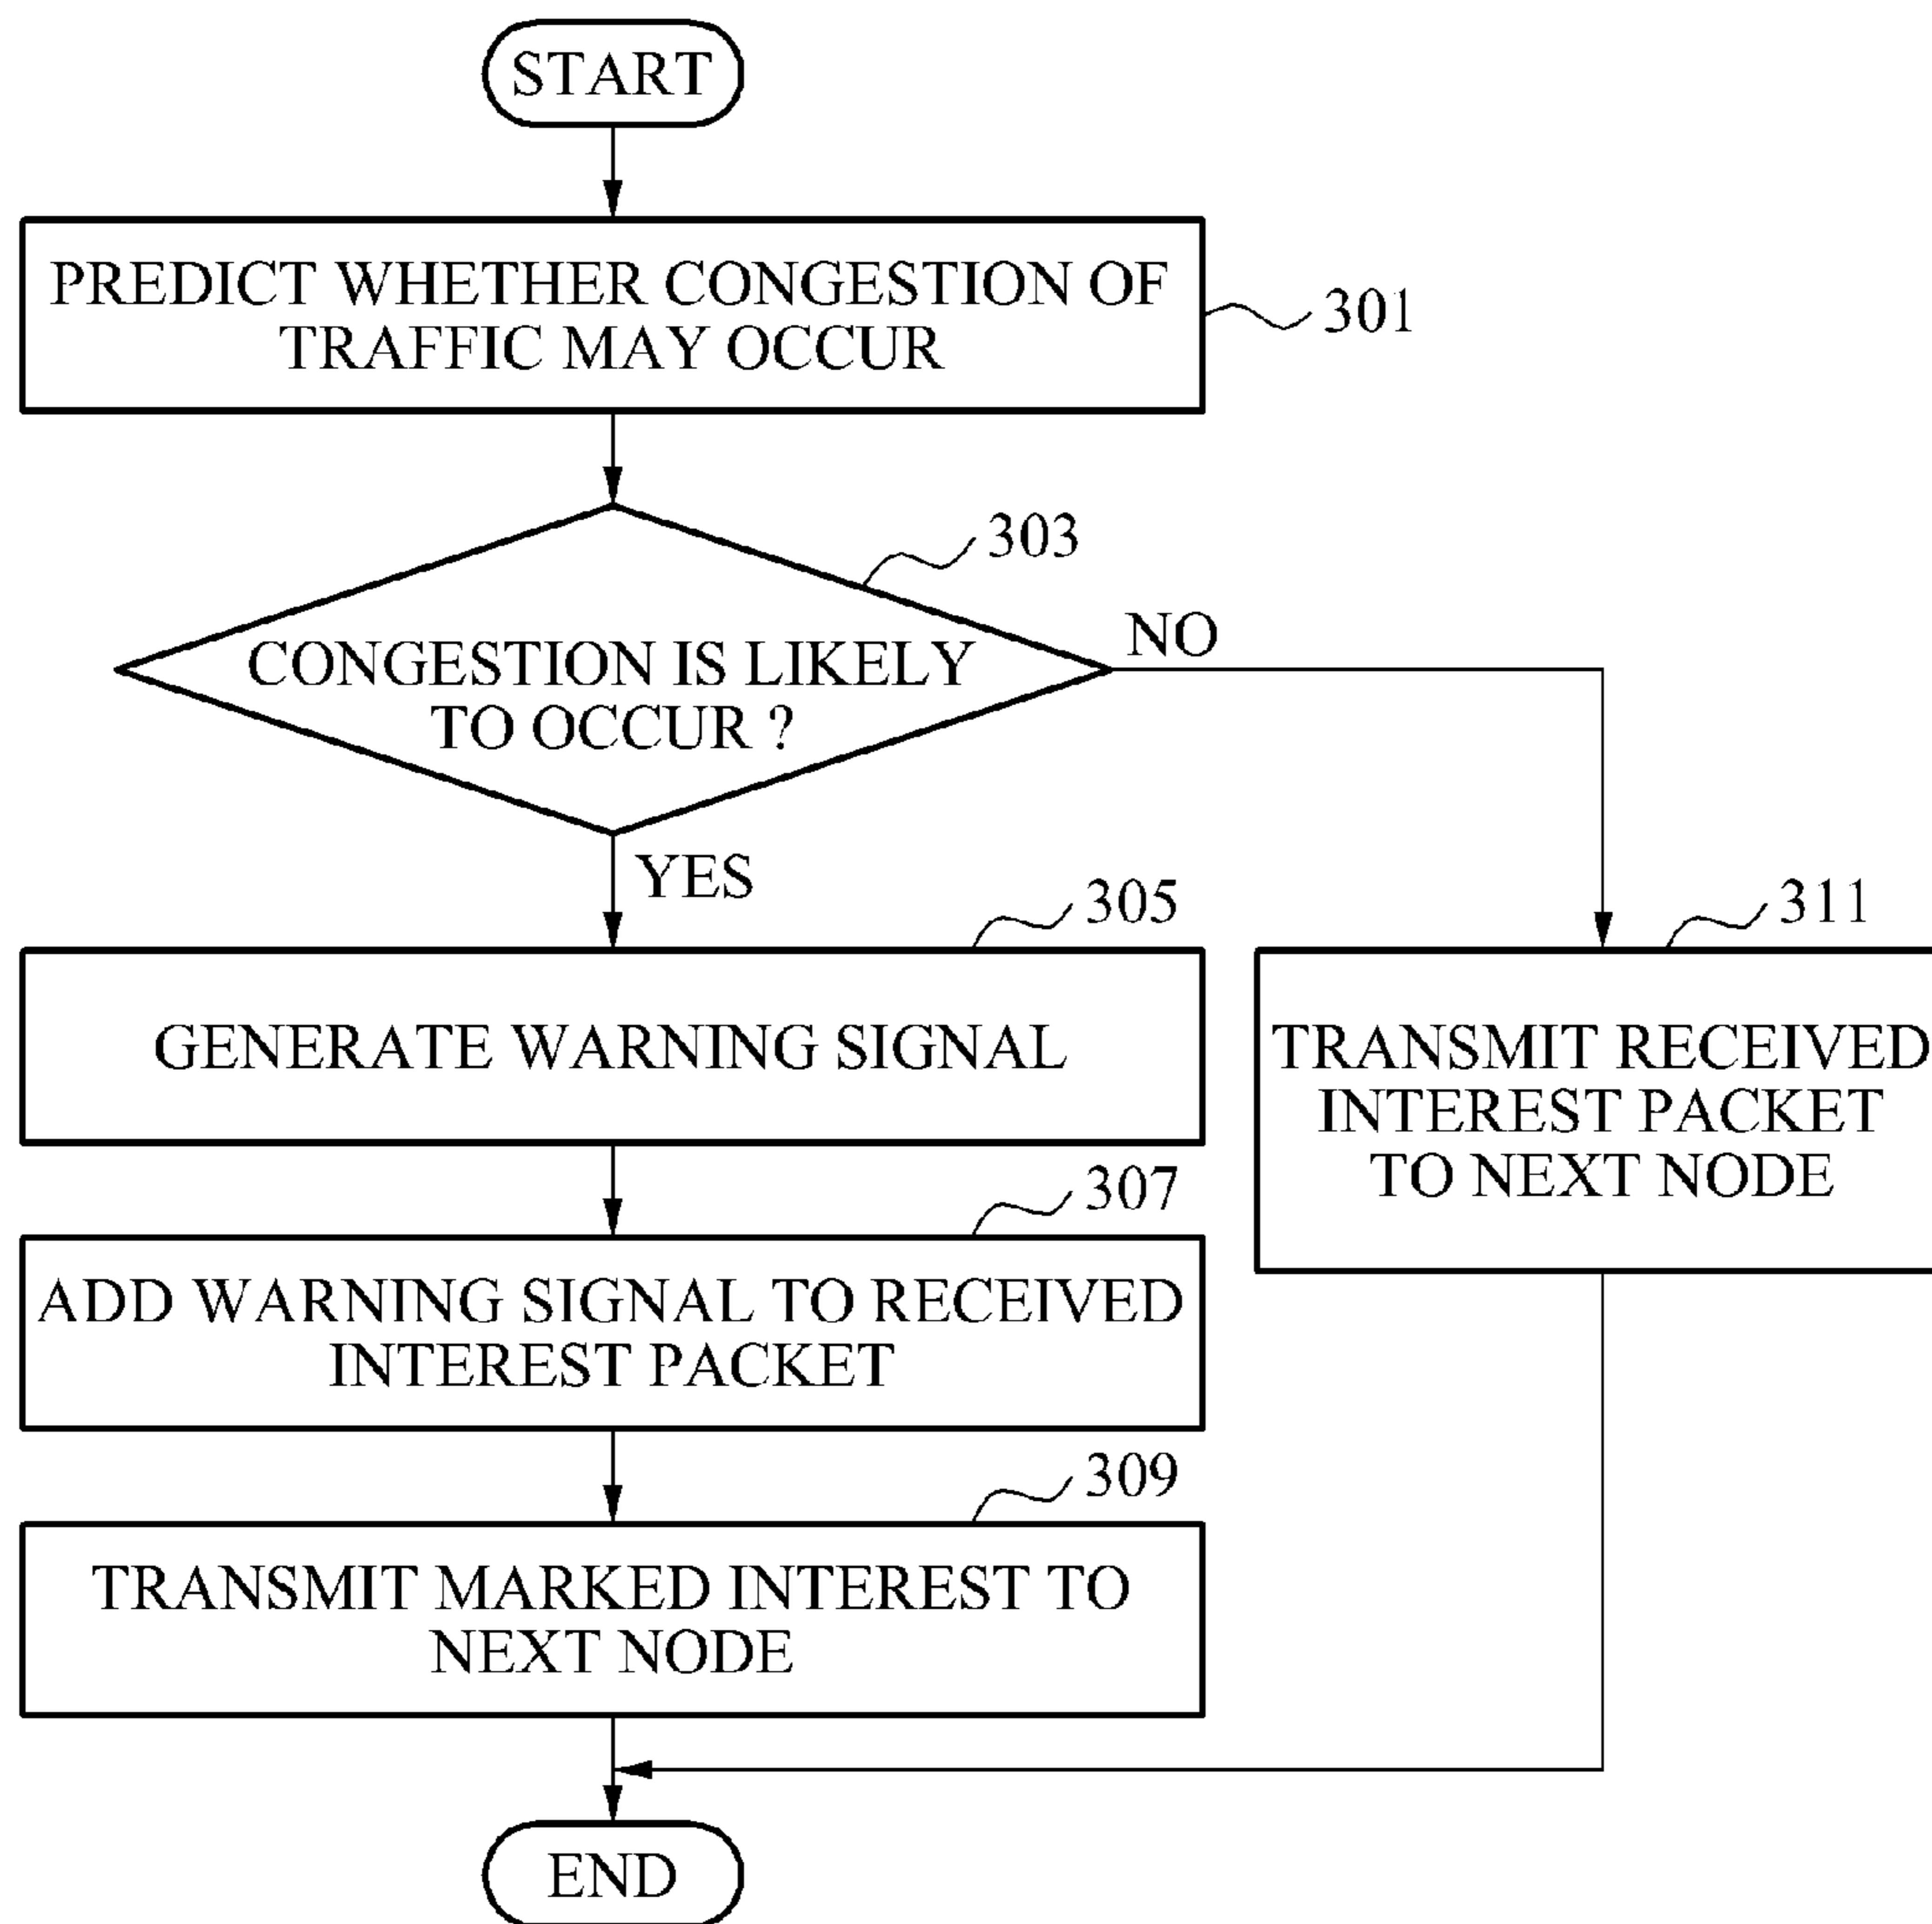 START
PREDICT WHETHER CONGESTION OF
TRAFFIC MAY OCCUR
301
303
CONGESTION IS LIKELY
TO OCCUR ?
NO
YES
305
GENERATE WARNING SIGNAL
311
TRANSMIT RECEIVED
INTEREST PACKET
TO NEXT NODE
307
ADD WARNING SIGNAL TO RECEIVED
INTEREST PACKET
309
TRANSMIT MARKED INTEREST TO
NEXT NODE
END